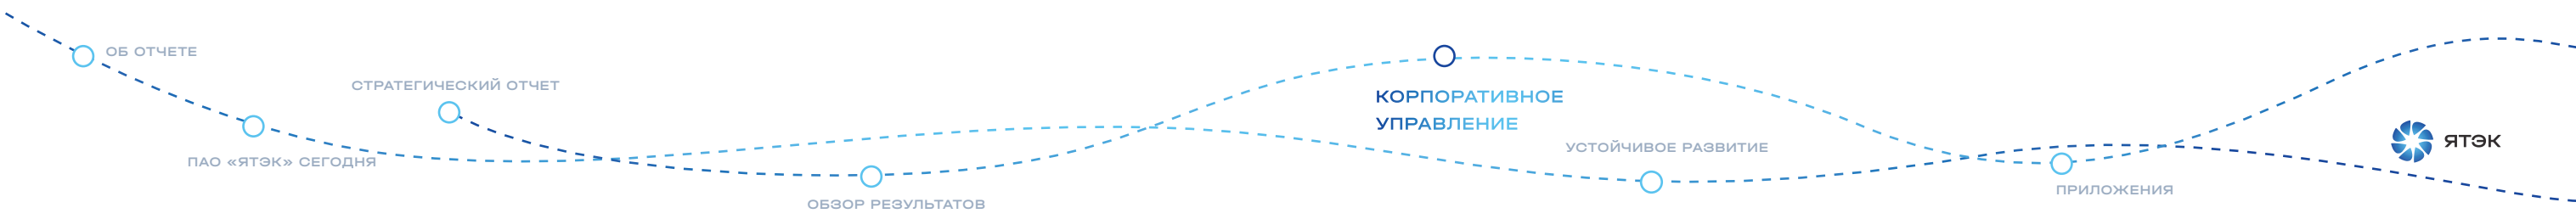 ОБ ОТЧЕТЕ
ПАО «ЯТЭК» СЕГОДНЯ
СТРАТЕГИЧЕСКИЙ ОТЧЕТ
ОБЗОР РЕЗУЛЬТАТОВ
КОРПОРАТИВНОЕ
УПРАВЛЕНИЕ
УСТОЙЧИВОЕ РАЗВИТИЕ
ПРИЛОЖЕНИЯ
ЯТЭК